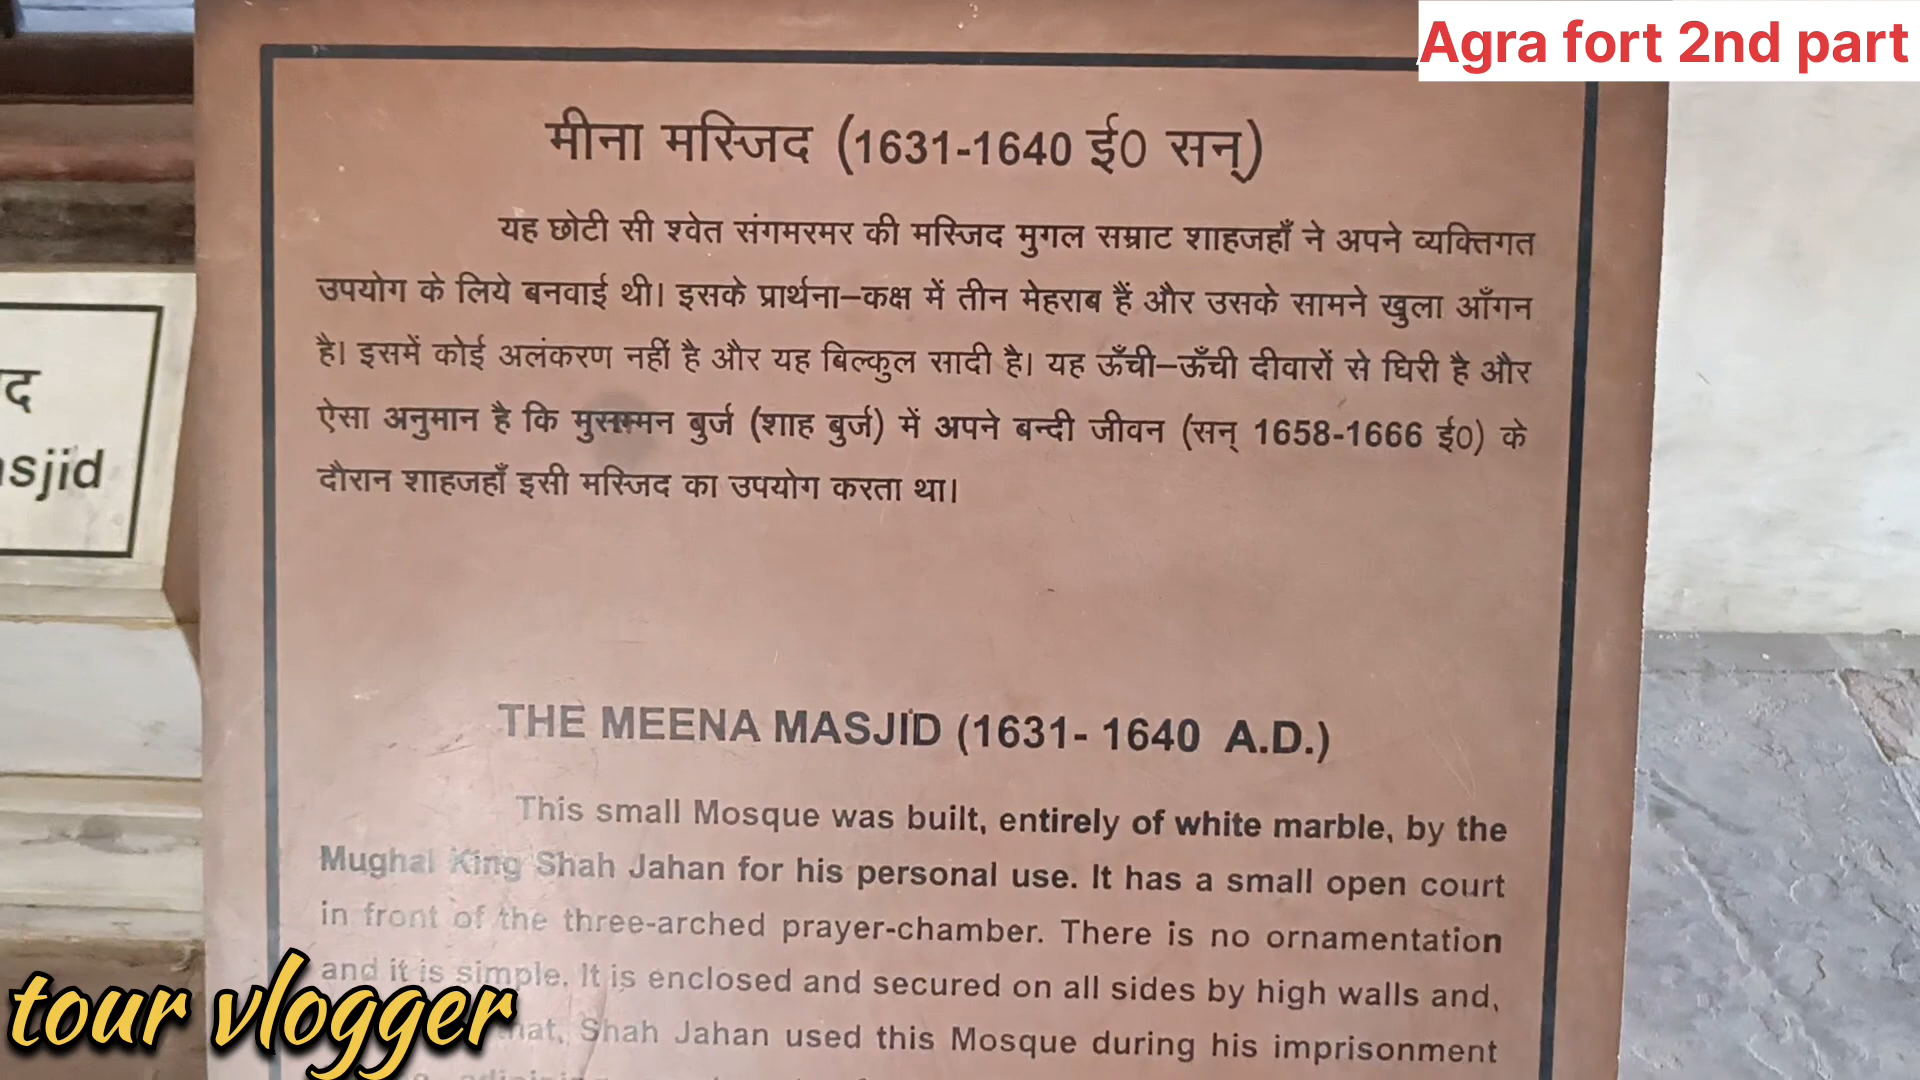 Agra fort 2nd part
मीना मस्जिद (1631-1640 ई0 सन्)
यह छोटी सी श्वेत संगमरमर की मस्जिद मुगल सम्राट शाहजहाँ ने अपने व्यक्तिगत
उपयोग के लिये बनवाई थी। इसके प्रार्थना–कक्ष में तीन मेहराब हैं और उसके सामने खुला आँगन
है। इसमें कोई अलंकरण नहीं है और यह बिल्कुल सादी है। यह ऊँची–ऊँची दीवारों से घिरी है और
ऐसा अनुमान है कि मुसम्मन बुर्ज (शाह बुर्ज) में अपने बन्दी जीवन (सन् 1658-1666 ई0) के
दौरान शाहजहाँ इसी मस्जिद का उपयोग करता था।
THE MEENA MASJID (1631- 1640 A.D.)
This small Mosque was built, entirely of white marble, by the
Mughal King Shah Jahan for his personal use. It has a small open court
in front of the three-arched prayer-chamber. There is no ornamentation
and it is simple. It is enclosed and secured on all sides by high walls and,
Shah Jahan used this Mosque during his imprisonment
tour vlogger